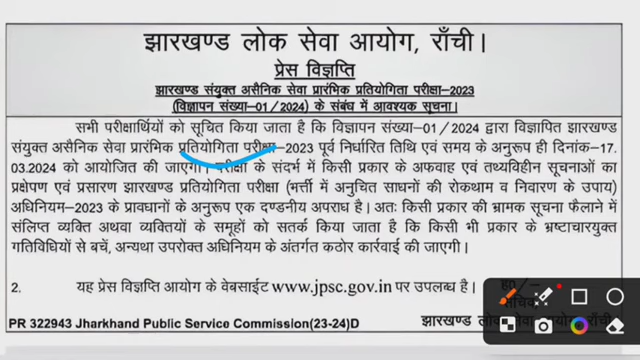 झारखण्ड लोक सेवा आयोग, राँची।
प्रेस विज्ञप्ति
झारखण्ड संयुक्त असैनिक सेवा प्रारंभिक प्रतियोगिता परीक्षा-2023
(विज्ञापन संख्या-01/2024) के संबंध में आवश्यक सूचना।
सभी परीक्षार्थियों को सूचित किया जाता है कि विज्ञापन संख्या-01/2024 द्वारा विज्ञापित झारखण्ड
संयुक्त असैनिक सेवा प्रारंभिक प्रतियोगिता परीक्षा-2023 पूर्व निर्धारित तिथि एवं समय के अनुरूप ही दिनांक-17.
03.2024 को आयोजित की जाएगी। परीक्षा के संदर्भ में किसी प्रकार के अफवाह एवं तथ्यविहीन सूचनाओं का
प्रक्षेपण एवं प्रसारण झारखण्ड प्रतियोगिता परीक्षा (भर्त्ती में अनुचित साधनों की रोकथाम व निवारण के उपाय)
अधिनियम-2023 के प्रावधानों के अनुरूप एक दण्डनीय अपराध है। अतः किसी प्रकार की भ्रामक सूचना फैलाने में
संलिप्त व्यक्ति अथवा व्यक्तियों के समूहों को सतर्क किया जाता है कि किसी भी प्रकार के भ्रष्टाचारयुक्त
गतिविधियों से बचें, अन्यथा उपरोक्त अधिनियम के अंतर्गत कठोर कार्रवाई की जाएगी।
2. यह प्रेस विज्ञप्ति आयोग के वेबसाईट www.jpsc.gov.in पर उपलब्ध है।
PR 322943 Jharkhand Public Service Commission(23-24)D
झारखण्ड लोक सेवा आयोग, राँची